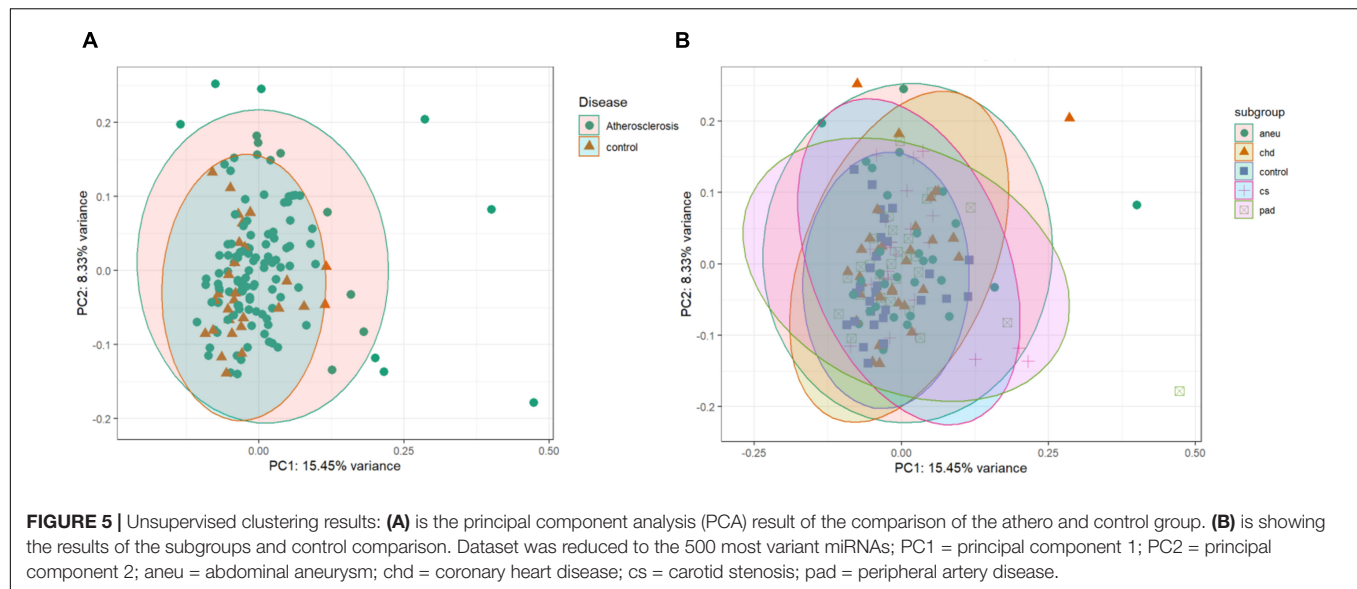 A
B
0.2
0.1
0.0
-0.1
-0.2
PC2: 8.33% variance
0.00
0.25
0.50
PC1: 15.45% variance
Disease
Atherosclerosis
control
0.2
0.1
0.0
-0.1
-0.2
PC2: 8.33% variance
-0.25
0.00
0.25
0.50
PC1: 15.45% variance
subgroup
aneu
chd
control
cs
pad
FIGURE 5 | Unsupervised clustering results: (A) is the principal component analysis (PCA) result of the comparison of the athero and control group. (B) is showing
the results of the subgroups and control comparison. Dataset was reduced to the 500 most variant miRNAs; PC1 = principal component 1; PC2 = principal
component 2; aneu = abdominal aneurysm; chd = coronary heart disease; cs = carotid stenosis; pad = peripheral artery disease.